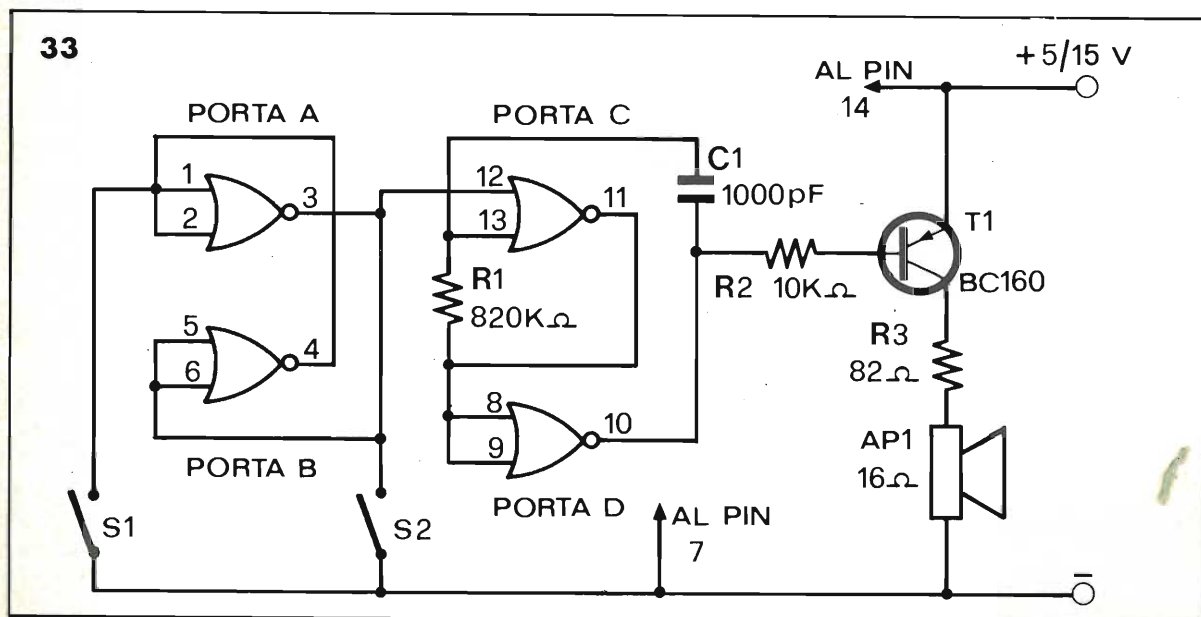 33
PORTA A
1
2
3
5
6
4
PORTA B
S1
S2
PORTA C
12
13
11
R1
820KΩ
8
9
10
PORTA D
C1
1000pF
R2 10KΩ
AL PIN
14
+5/15 V
T1
BC160
R3
82Ω
AP1
16Ω
AL PIN
7
−